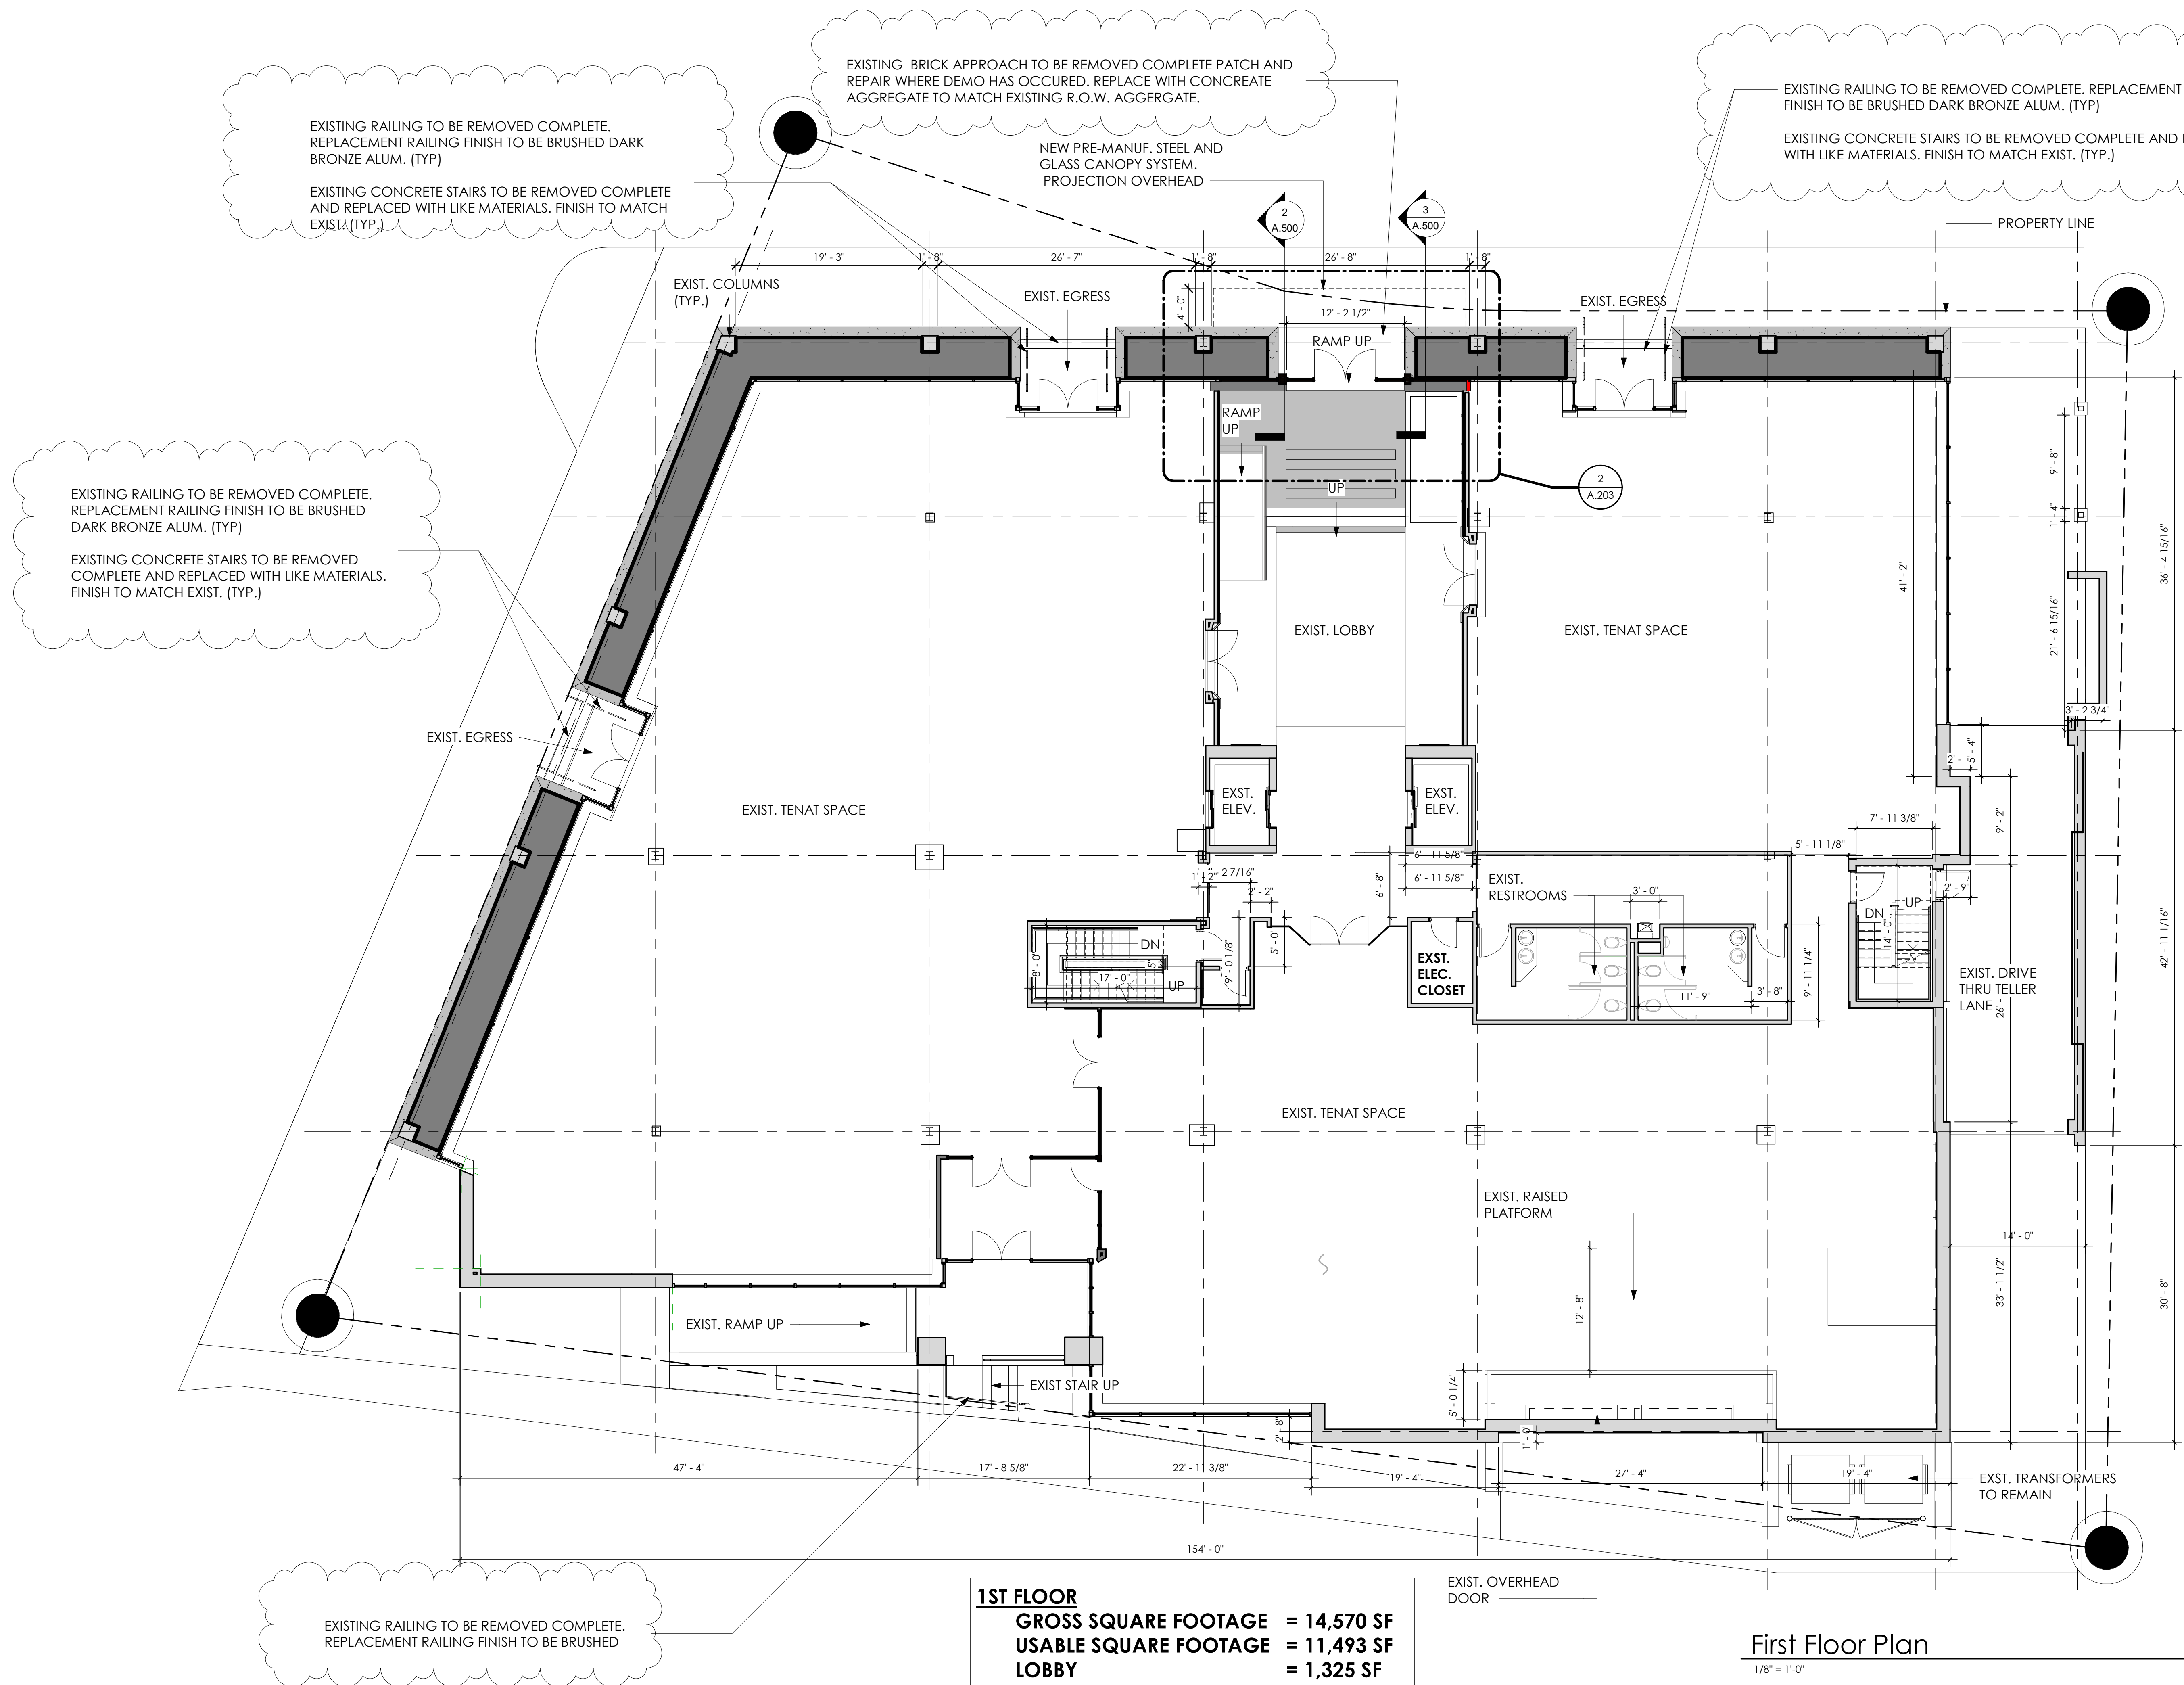 EXISTING BRICK APPROACH TO BE REMOVED COMPLETE PATCH AND
REPAIR WHERE DEMO HAS OCCURED. REPLACE WITH CONCREATE
AGGREGATE TO MATCH EXISTING R.O.W. AGGERGATE.
EXISTING RAILING TO BE REMOVED COMPLETE. REPLACEMENT
FINISH TO BE BRUSHED DARK BRONZE ALUM. (TYP)
EXISTING CONCRETE STAIRS TO BE REMOVED COMPLETE AND
WITH LIKE MATERIALS. FINISH TO MATCH EXIST. (TYP.)
EXISTING RAILING TO BE REMOVED COMPLETE.
REPLACEMENT RAILING FINISH TO BE BRUSHED DARK
BRONZE ALUM. (TYP)
EXISTING CONCRETE STAIRS TO BE REMOVED COMPLETE
AND REPLACED WITH LIKE MATERIALS. FINISH TO MATCH
EXIST. (TYP.)
NEW PRE-MANUF. STEEL AND
GLASS CANOPY SYSTEM.
PROJECTION OVERHEAD
2
A.500
3
A.500
PROPERTY LINE
19' - 3"
1' - 8"
26' - 7"
1' - 8"
26' - 8"
1' - 8"
EXIST. COLUMNS
(TYP.)
EXIST. EGRESS
4' - 0"
12' - 2 1/2"
EXIST. EGRESS
RAMP UP
RAMP
UP
UP
2
A.203
9' - 8"
1' - 4"
36' - 4 15/16"
41' - 2"
21' - 6 15/16"
EXISTING RAILING TO BE REMOVED COMPLETE.
REPLACEMENT RAILING FINISH TO BE BRUSHED
DARK BRONZE ALUM. (TYP)
EXISTING CONCRETE STAIRS TO BE REMOVED
COMPLETE AND REPLACED WITH LIKE MATERIALS.
FINISH TO MATCH EXIST. (TYP.)
EXIST. LOBBY
EXIST. TENAT SPACE
3' - 2 3/4"
EXIST. EGRESS
2' -
5' - 4"
EXIST. TENAT SPACE
EXST.
ELEV.
EXST.
ELEV.
7' - 11 3/8"
9' - 2"
5' - 11 1/8"
6' - 11 5/8"
6' - 11 5/8"
6' - 8"
1' - 2"
2 7/16"
2' - 2"
EXIST.
RESTROOMS
3' - 0"
2' - 9"
DN
UP
14' - 0"
DN
UP
8' - 0"
17' - 0"
5"
9' - 0 1/8"
5' - 0"
EXST.
ELEC.
CLOSET
11' - 9"
3' - 8"
9' - 11 1/4"
42' - 11 1/16"
EXIST. DRIVE
THRU TELLER
LANE
26' -
EXIST. TENAT SPACE
EXIST. RAISED
PLATFORM
14' - 0"
12' - 8"
33' - 1 1/2"
30' - 8"
EXIST. RAMP UP
EXIST STAIR UP
5' - 0 1/4"
2' - 8"
1' - 0"
47' - 4"
17' - 8 5/8"
22' - 11 3/8"
19' - 4"
27' - 4"
19' - 4"
EXST. TRANSFORMERS
TO REMAIN
154' - 0"
EXIST. OVERHEAD
DOOR
EXISTING RAILING TO BE REMOVED COMPLETE.
REPLACEMENT RAILING FINISH TO BE BRUSHED
1ST FLOOR
GROSS SQUARE FOOTAGE = 14,570 SF
USABLE SQUARE FOOTAGE = 11,493 SF
LOBBY = 1,325 SF
First Floor Plan
1/8" = 1'-0"